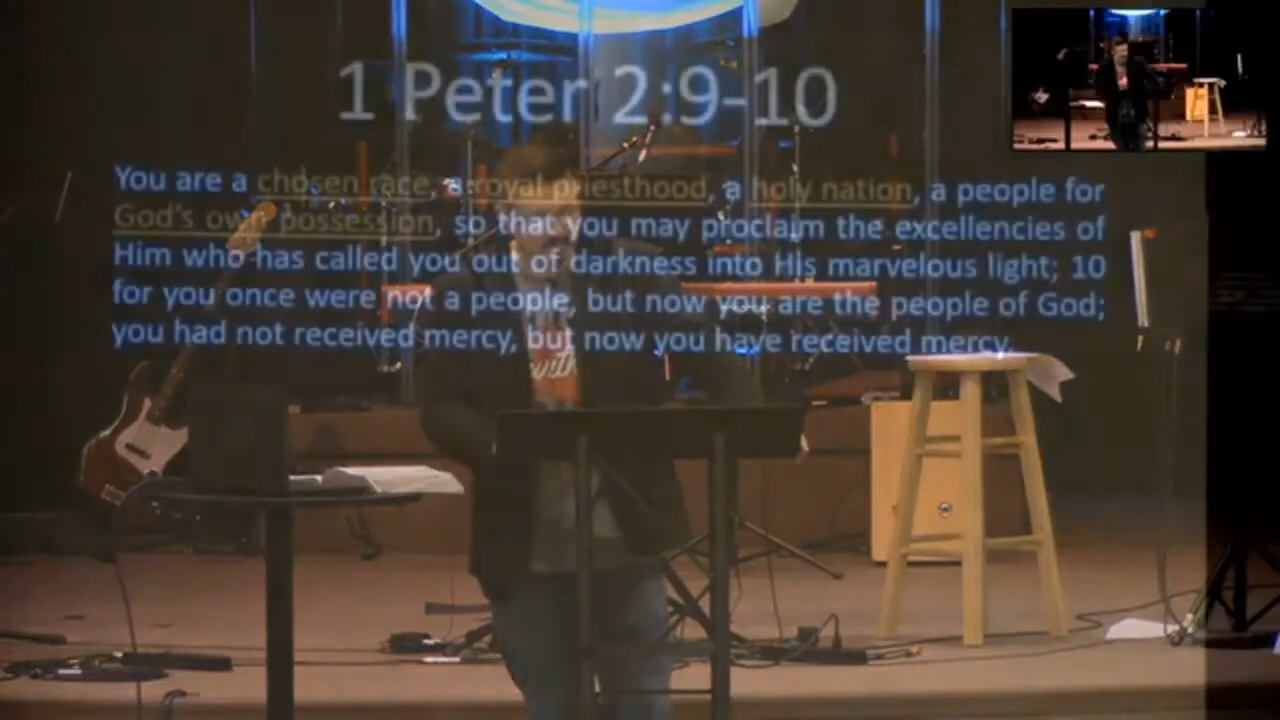 1 Peter 2:9-10
You are a chosen race, a royal priesthood, a holy nation, a people for
God's own possession, so that you may proclaim the excellencies of
Him who has called you out of darkness into His marvelous light; 10
for you once were not a people, but now you are the people of God;
you had not received mercy, but now you have received mercy.
with